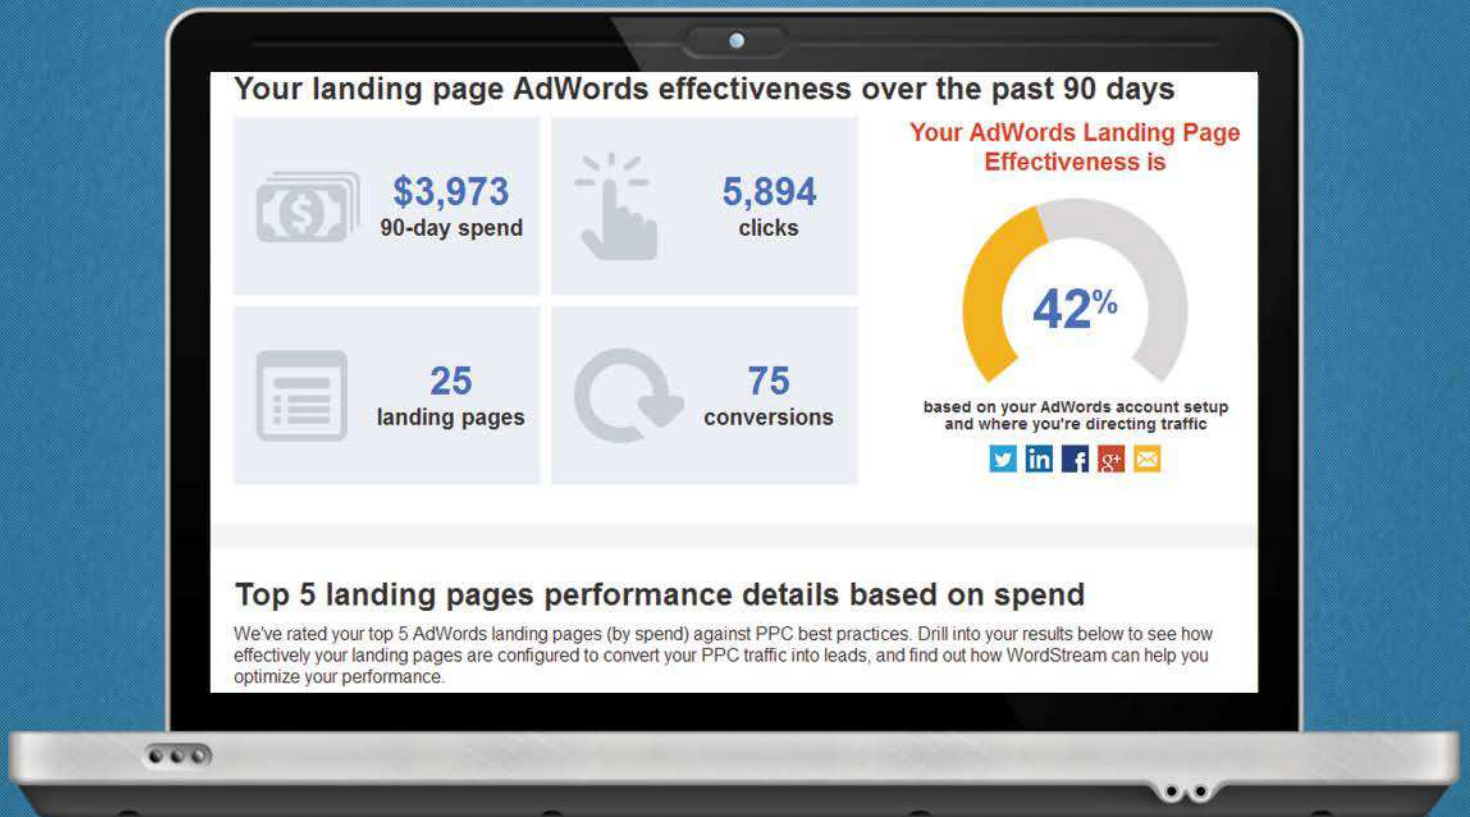 Your landing page AdWords effectiveness over the past 90 days
$3,973
90-day spend
5,894
clicks
25
landing pages
75
conversions
Your AdWords Landing Page
Effectiveness is
42%
based on your AdWords account setup
and where you're directing traffic
in f g+
Top 5 landing pages performance details based on spend
We've rated your top 5 AdWords landing pages (by spend) against PPC best practices. Drill into your results below to see how
effectively your landing pages are configured to convert your PPC traffic into leads, and find out how WordStream can help you
optimize your performance.